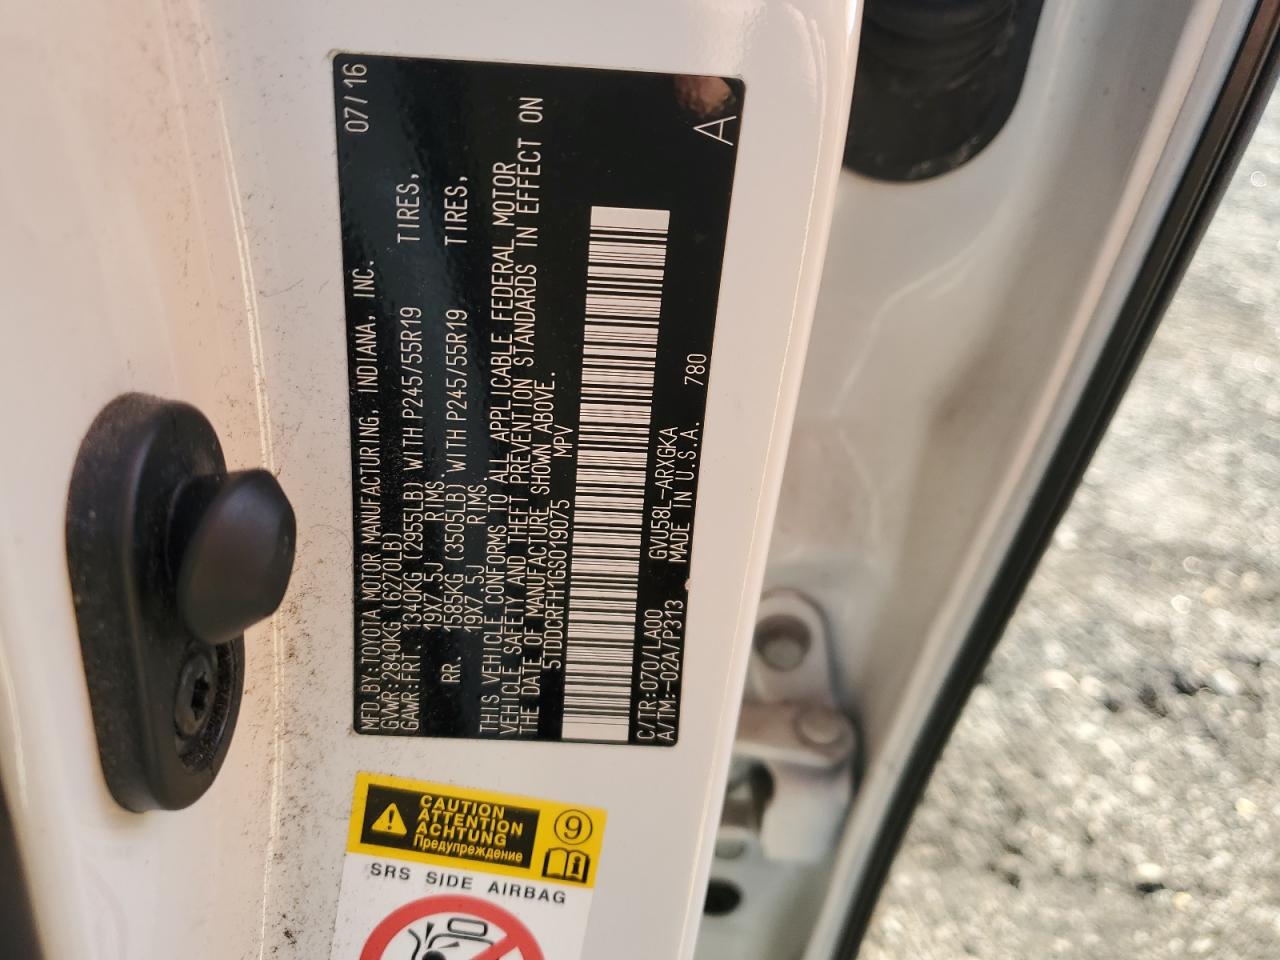 MFD.BY:TOYOTA MOTOR MANUFACTURING, INDIANA, INC. 07/16
GVWR:2840KG (6270LB)
GAWR:FRT. 1340KG (2955LB) WITH P245/55R19 TIRES,
19X7.5J RIMS.
RR. 1585KG (3505LB) WITH P245/55R19 TIRES,
19X7.5J RIMS.
THIS VEHICLE CONFORMS TO ALL APPLICABLE FEDERAL MOTOR
VEHICLE SAFETY AND THEFT PREVENTION STANDARDS IN EFFECT ON
THE DATE OF MANUFACTURE SHOWN ABOVE.
5TDDCRFH1GS019075 MPV
C/TR:070/LA00 GVU58L-ARXGKA
A/TM:-02A/P313 MADE IN U.S.A. 780 A
CAUTION
ATTENTION
ACHTUNG
Предупреждение
9
SRS SIDE AIRBAG